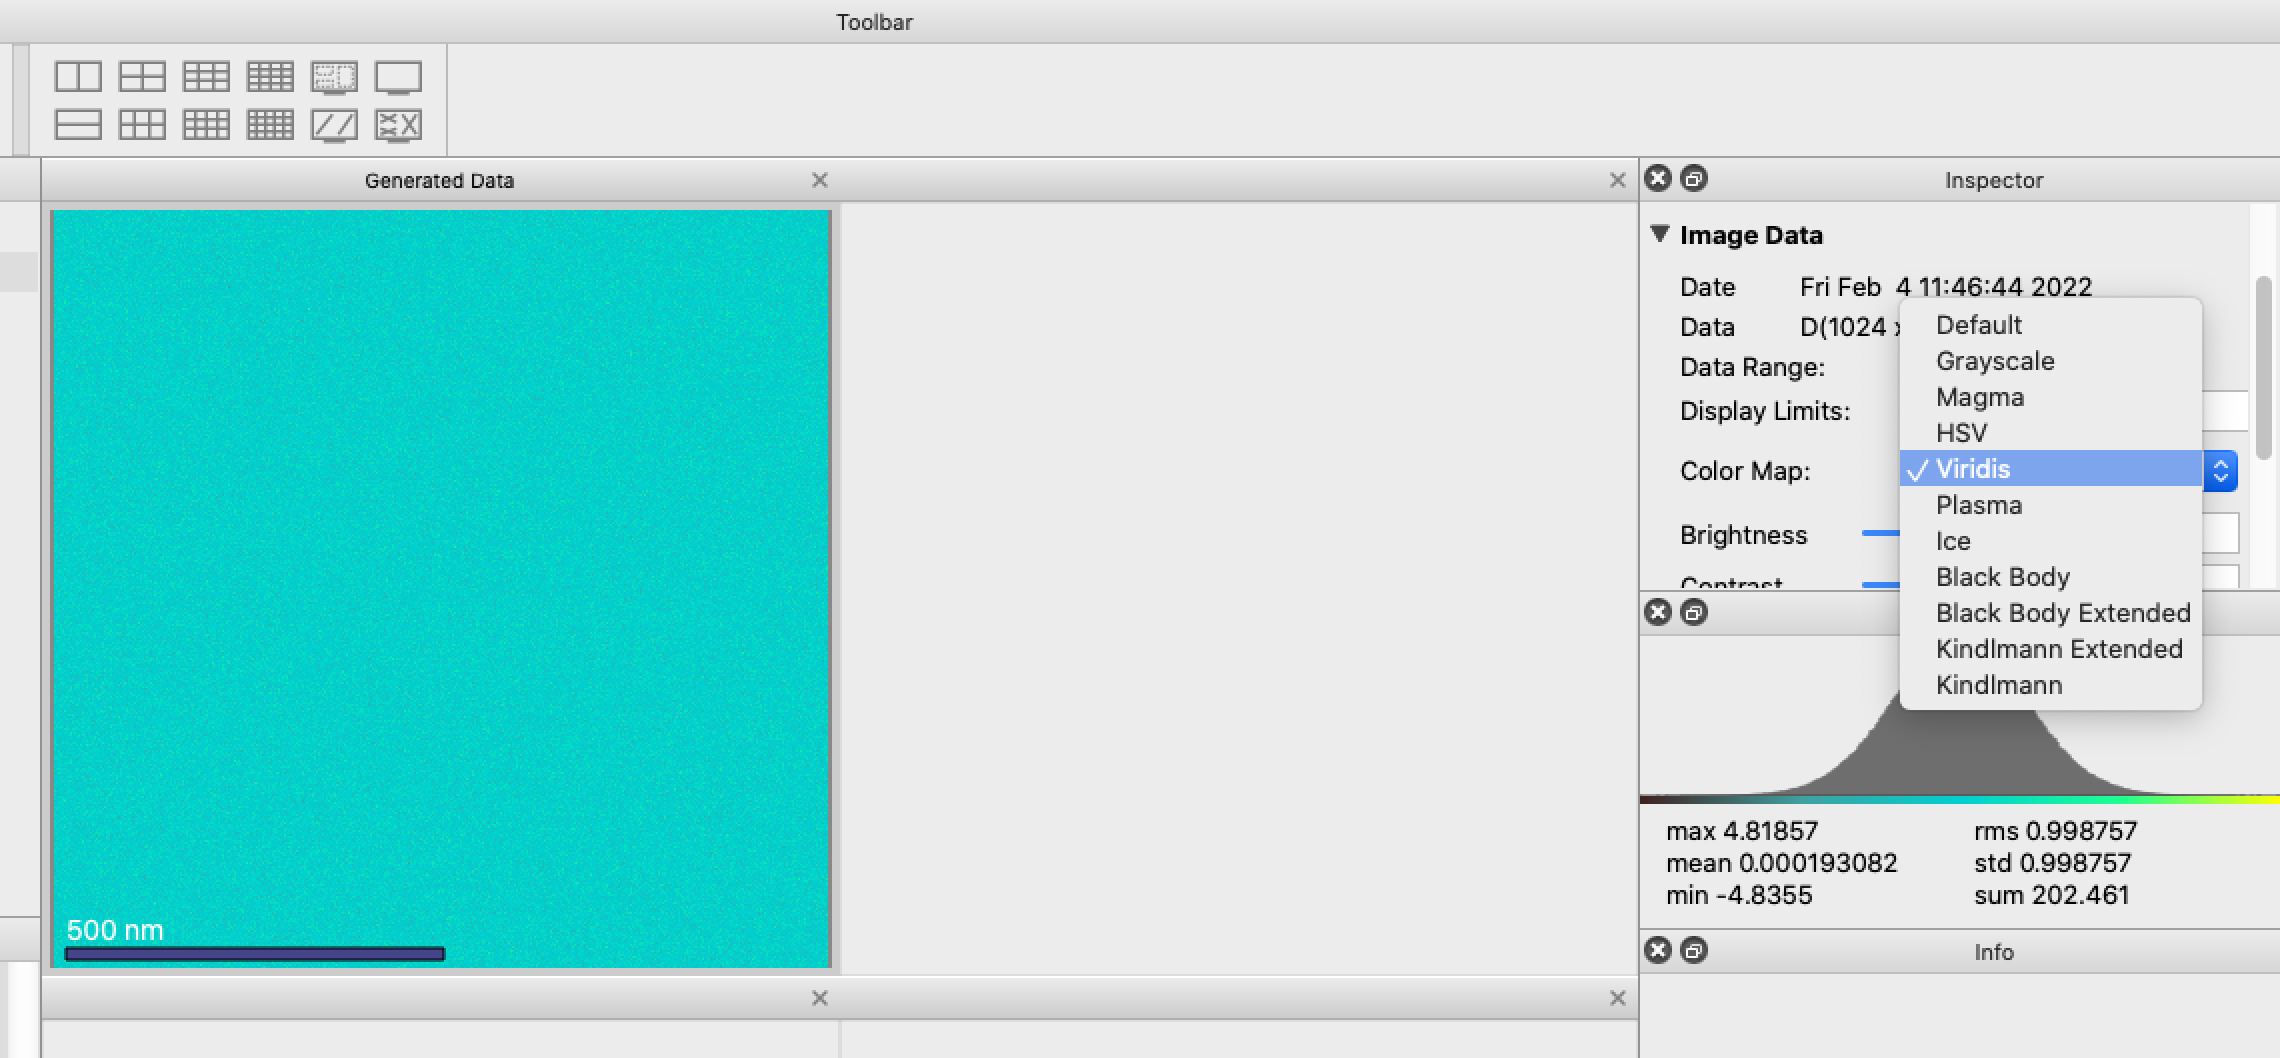 Toolbar
Generated Data
500 nm
Inspector
Image Data
Date Fri Feb 4 11:46:44 2022
Data D(1024
Data Range:
Display Limits:
Color Map:
Brightness
Contrast
Default
Grayscale
Magma
HSV
✓ Viridis
Plasma
Ice
Black Body
Black Body Extended
Kindlmann Extended
Kindlmann
max 4.81857 rms 0.998757
mean 0.000193082 std 0.998757
min -4.8355 sum 202.461
Info